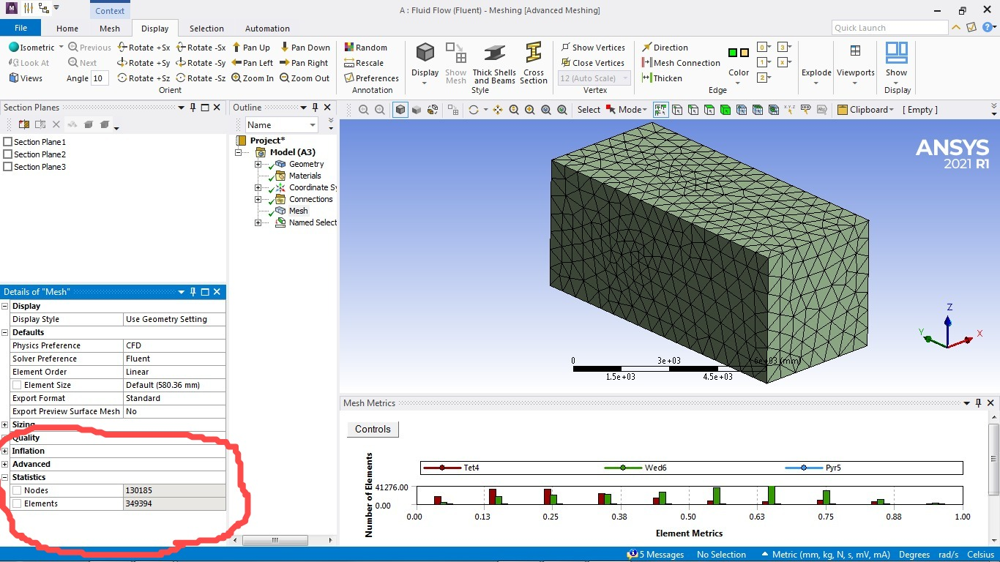 Context
A : Fluid Flow (Fluent) - Meshing [Advanced Meshing]
File Home Mesh Display Selection Automation
Quick Launch
Isometric Previous Rotate +Sx Rotate -Sx Pan Up Pan Down
Look At Next Rotate +Sy Rotate -Sy Pan Left Pan Right
Views Angle 10 Rotate +Sz Rotate -Sz Zoom In Zoom Out
Orient
Random
Rescale
Preferences
Annotation
Display
Show Mesh
Thick Shells and Beams
Cross Section
Style
Show Vertices
Close Vertices
12 (Auto Scale)
Vertex
Direction
Mesh Connection
Thicken
Color
0 3
1 x
2
Edge
Explode
Viewports
Show
Display
Section Planes
Section Plane1
Section Plane2
Section Plane3
Outline
Name
Project*
Model (A3)
Geometry
Materials
Coordinate Sy
Connections
Mesh
Named Select
Select Mode Clipboard [ Empty ]
ANSYS
2021 R1
Z
Y
X
0 3e+03 6e+03 (mm)
1.5e+03 4.5e+03
Details of "Mesh"
Display
Display Style Use Geometry Setting
Defaults
Physics Preference CFD
Solver Preference Fluent
Element Order Linear
Element Size Default (580.36 mm)
Export Format Standard
Export Preview Surface Mesh No
Sizing
Quality
Inflation
Advanced
Statistics
Nodes 130185
Elements 349394
Mesh Metrics
Controls
Tet4 Wed6 Pyr5
Number of Elements
41276.00
0.00
0.00 0.13 0.25 0.38 0.50 0.63 0.75 0.88 1.00
Element Metrics
5 Messages No Selection Metric (mm, kg, N, s, mV, mA) Degrees rad/s Celsius